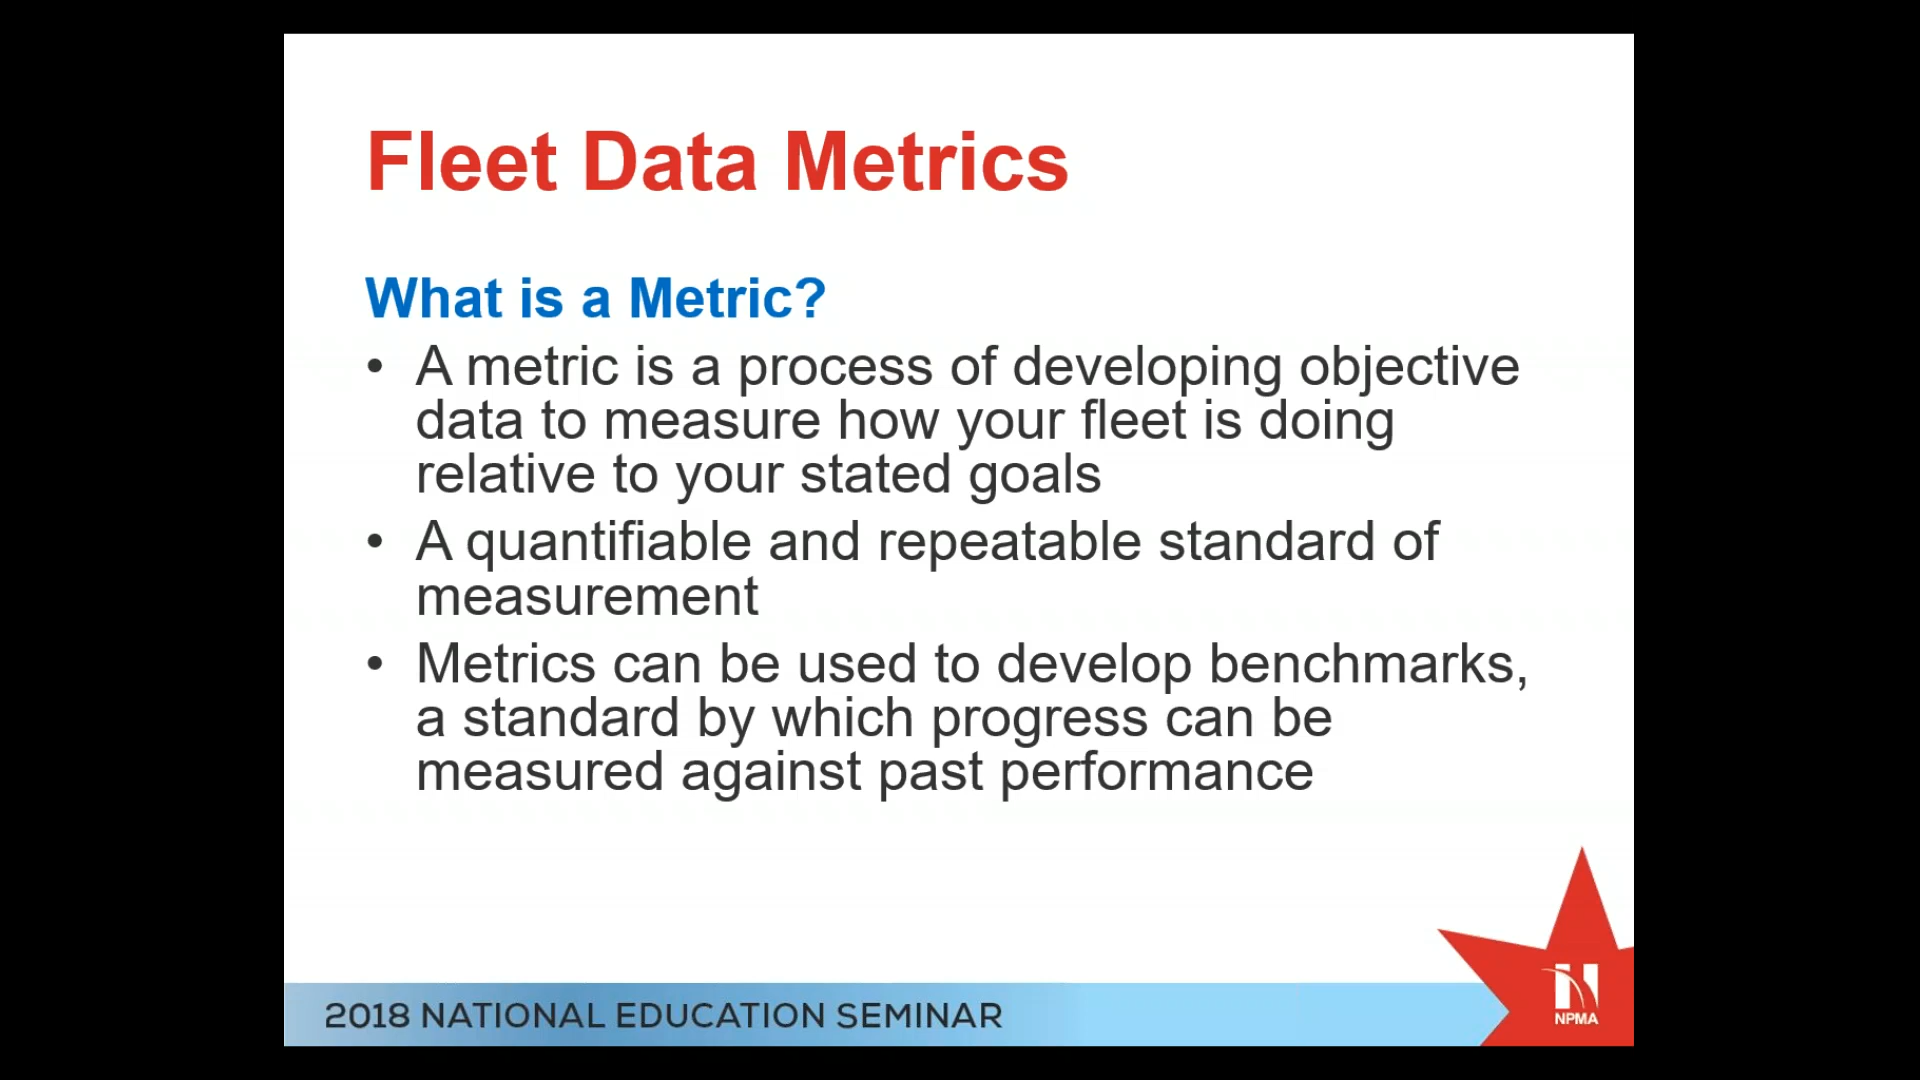 Fleet Data Metrics
What is a Metric?
• A metric is a process of developing objective
data to measure how your fleet is doing
relative to your stated goals
• A quantifiable and repeatable standard of
measurement
• Metrics can be used to develop benchmarks,
a standard by which progress can be
measured against past performance
2018 NATIONAL EDUCATION SEMINAR
NPMA